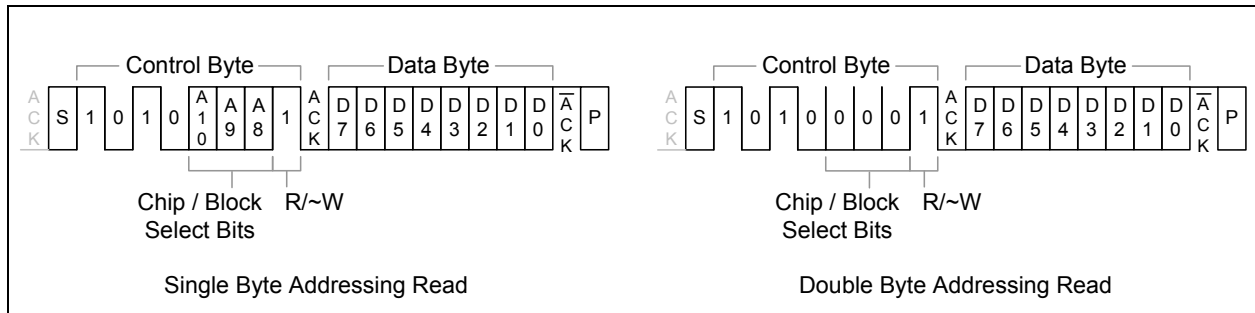 Control Byte Data Byte Control Byte Data Byte
ACK S 1 0 1 0 A10 A9 A8 1 ACK D7 D6 D5 D4 D3 D2 D1 D0 ACK P
ACK S 1 0 1 0 0 0 0 1 ACK D7 D6 D5 D4 D3 D2 D1 D0 ACK P
Chip / Block R/~W Chip / Block R/~W
Select Bits Select Bits
Single Byte Addressing Read Double Byte Addressing Read